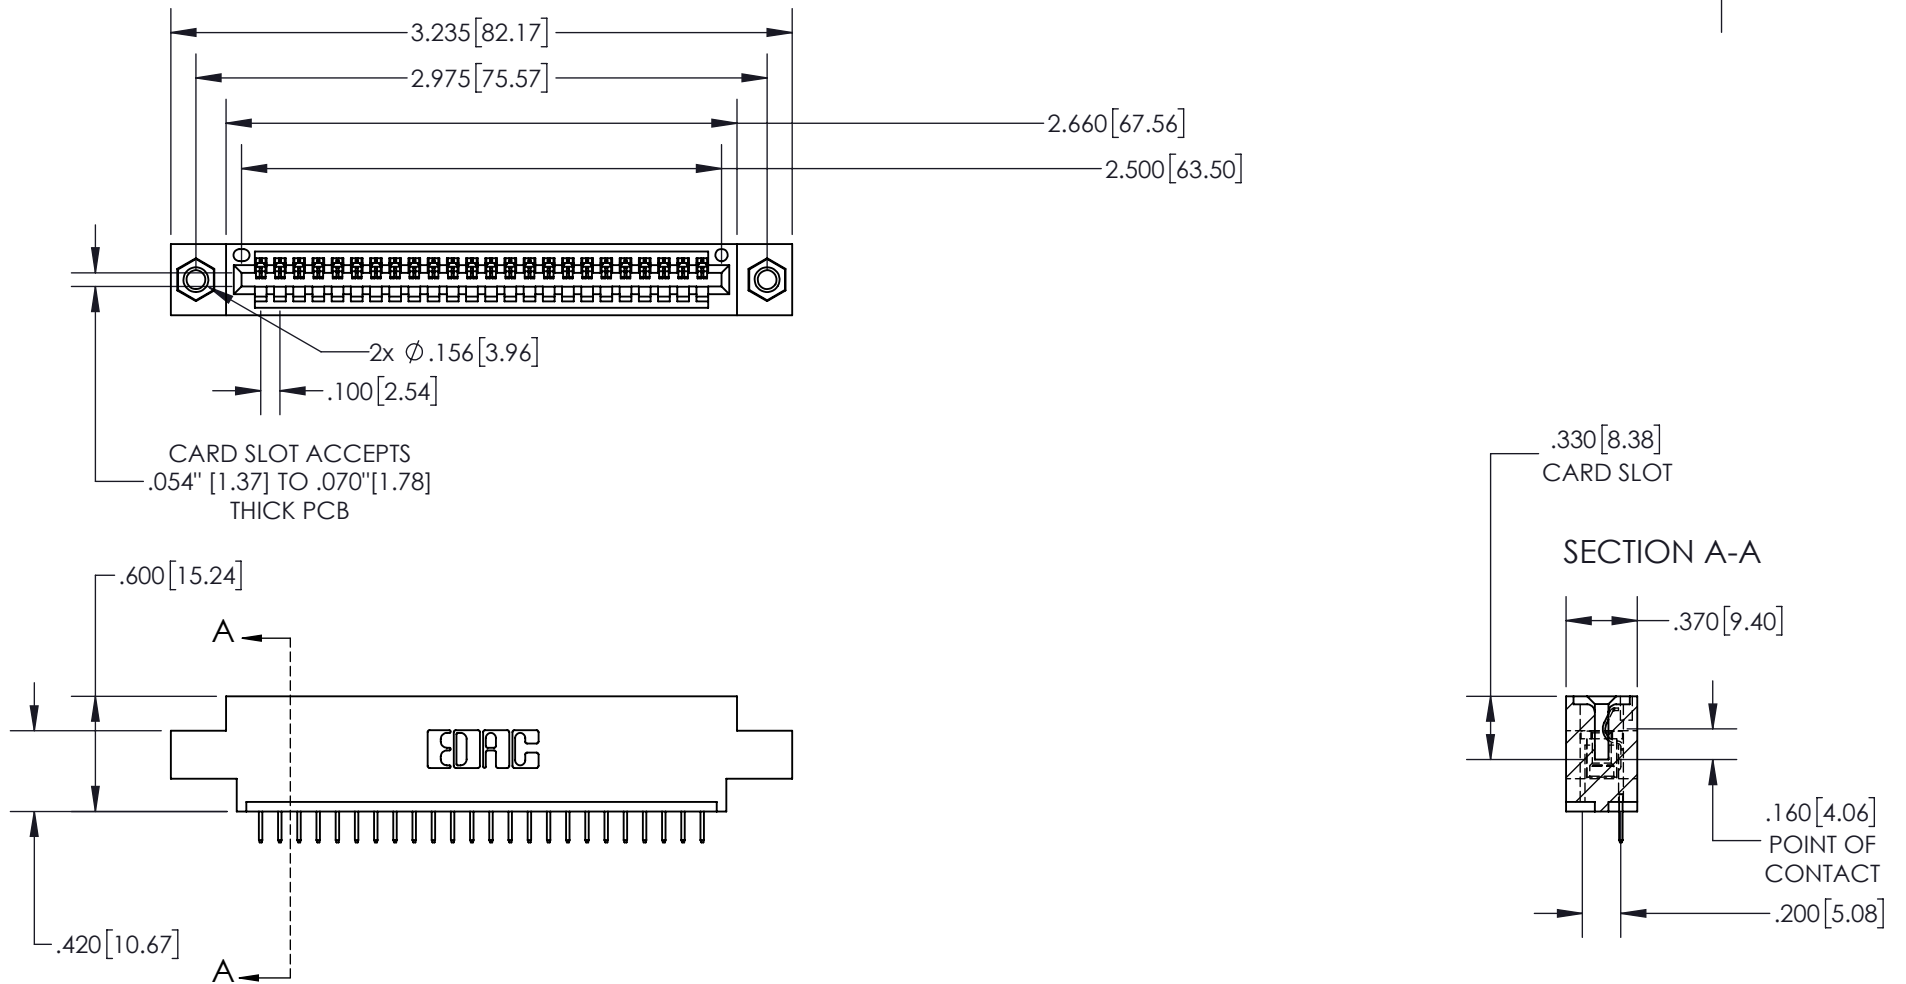 3.235[82.17]
2.975[75.57]
2.660[67.56]
2.500[63.50]
2x Ø.156[3.96]
.100[2.54]
CARD SLOT ACCEPTS
.054" [1.37] TO .070"[1.78]
THICK PCB
.330[8.38]
CARD SLOT
SECTION A-A
.600[15.24]
.370[9.40]
A
EDAC
.160[4.06]
POINT OF
CONTACT
.200[5.08]
.420[10.67]
A